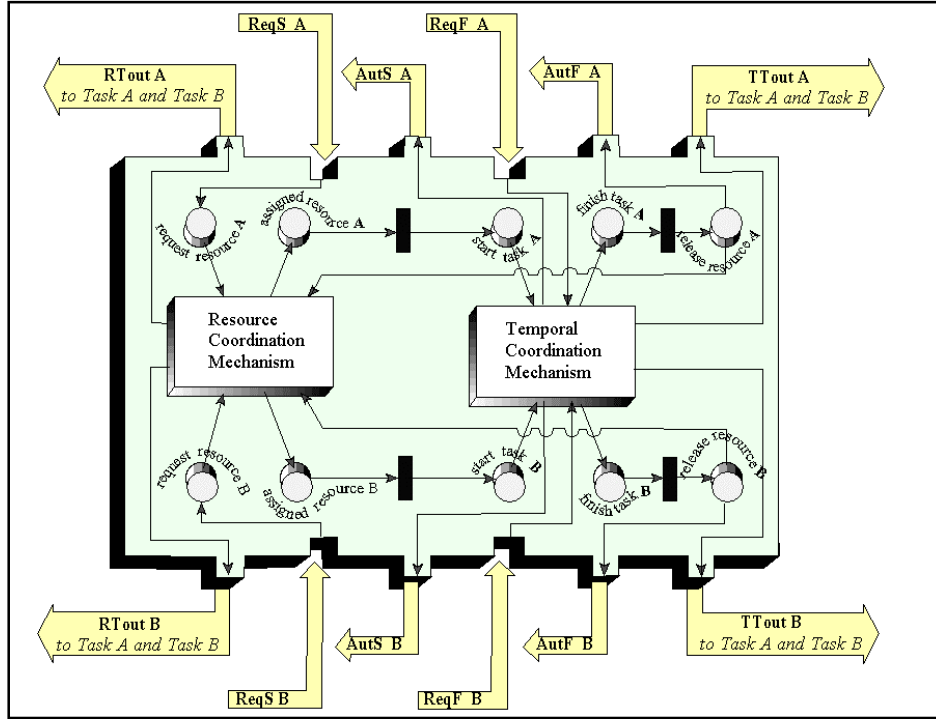 ReqS A
ReqF A
RTout A
to Task A and Task B
AutS A
AutF A
TTout A
to Task A and Task B
request resource A
assigned resource A
start task A
finish task A
release resource A
Resource
Coordination
Mechanism
Temporal
Coordination
Mechanism
request resource B
assigned resource B
start task B
finish task B
release resource B
RTout B
to Task A and Task B
AutS B
AutF B
TTout B
to Task A and Task B
ReqS B
ReqF B